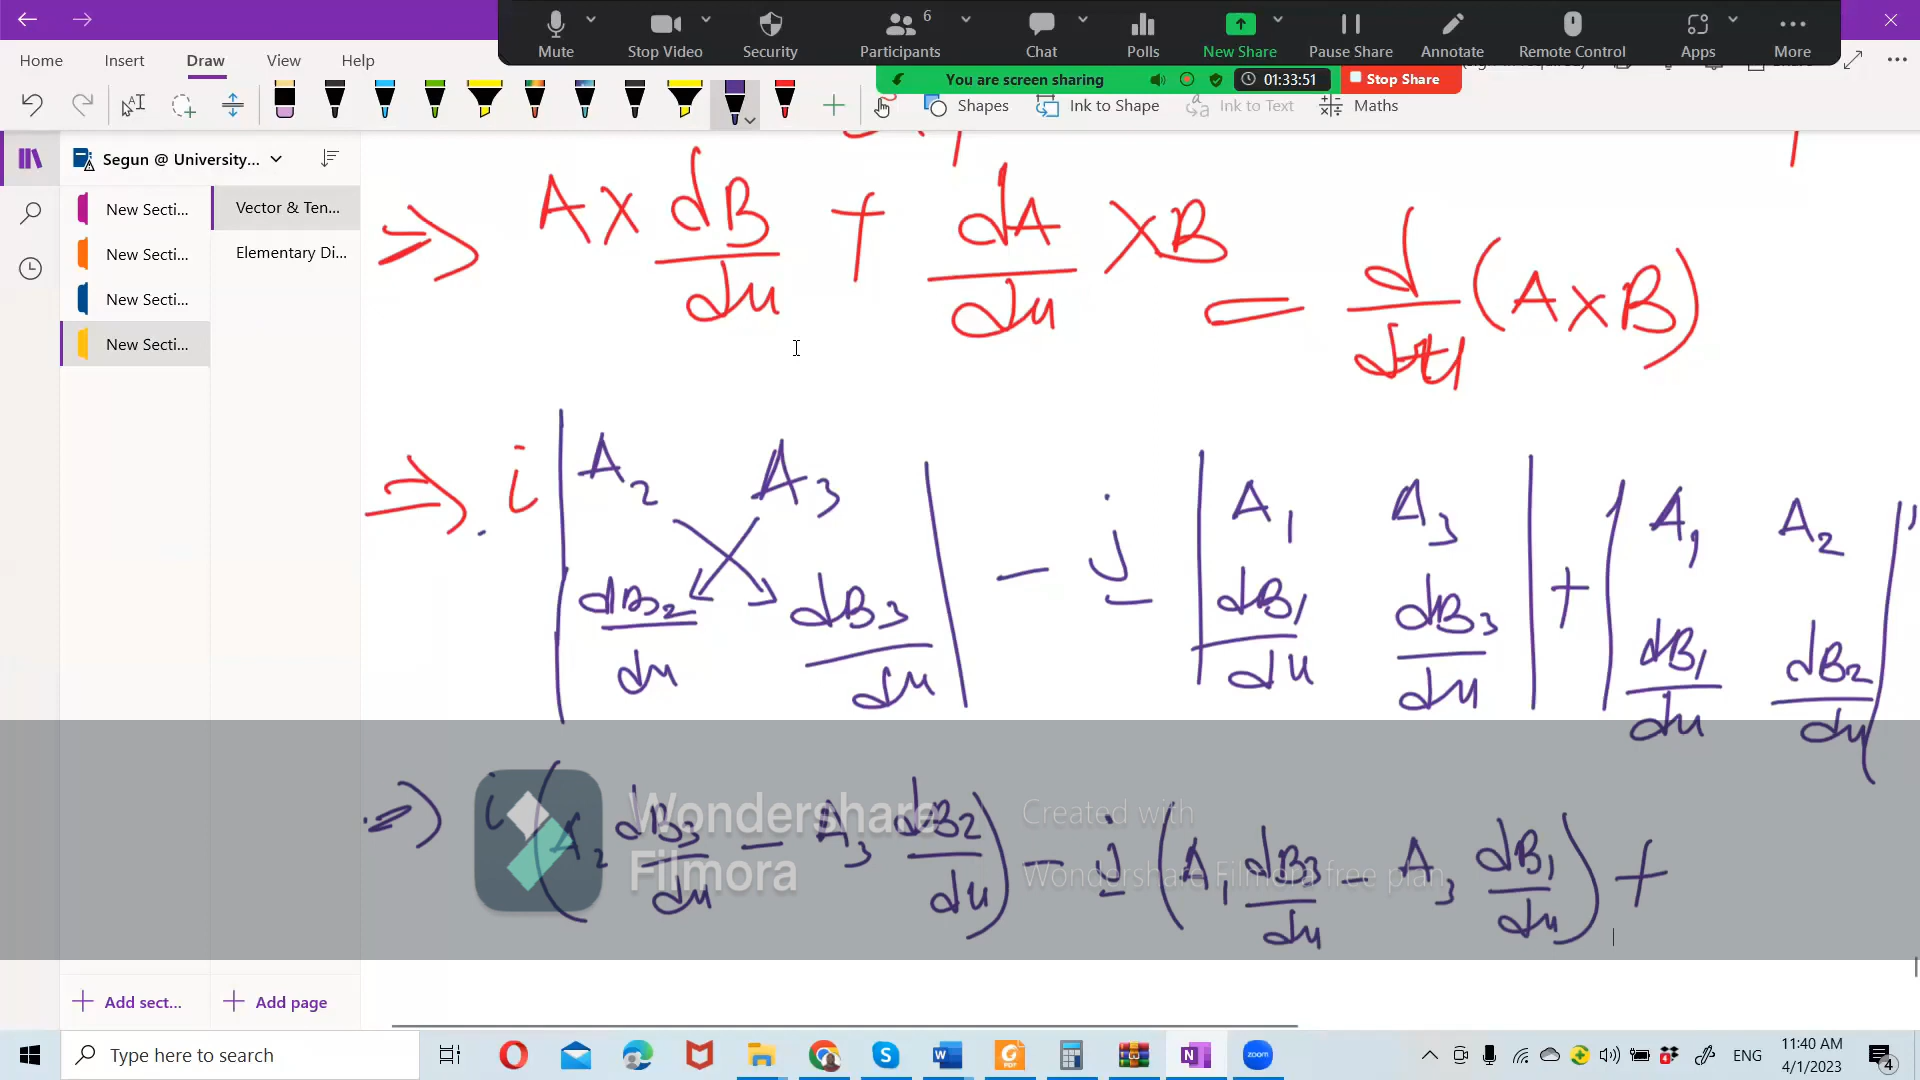 6
Mute
Stop Video
Security
Participants
Chat
Polls
New Share
Pause Share
Annotate
Remote Control
Apps
More
You are screen sharing
01:33:51
Stop Share
Home
Insert
Draw
View
Help
Shapes
Ink to Shape
Ink to Text
Maths
Segun @ University...
New Secti...
New Secti...
New Secti...
New Secti...
Vector & Ten...
Elementary Di...
=> A × dB/du + dA/du × B = d/du (A × B)
=> i | A2 A3 | - j | A1 A3 | + | A1 A2 |
dB2/du dB3/du dB1/du dB3/du dB1/du dB2/du
=> i (A2 dB3/du - A3 dB2/du) - j (A1 dB3/du - A3 dB1/du) +
Wondershare
Filmora
Created with
Wondershare Filmora free plan
Add sect...
Add page
Type here to search
W
N
zoom
ENG
11:40 AM
4/1/2023
4